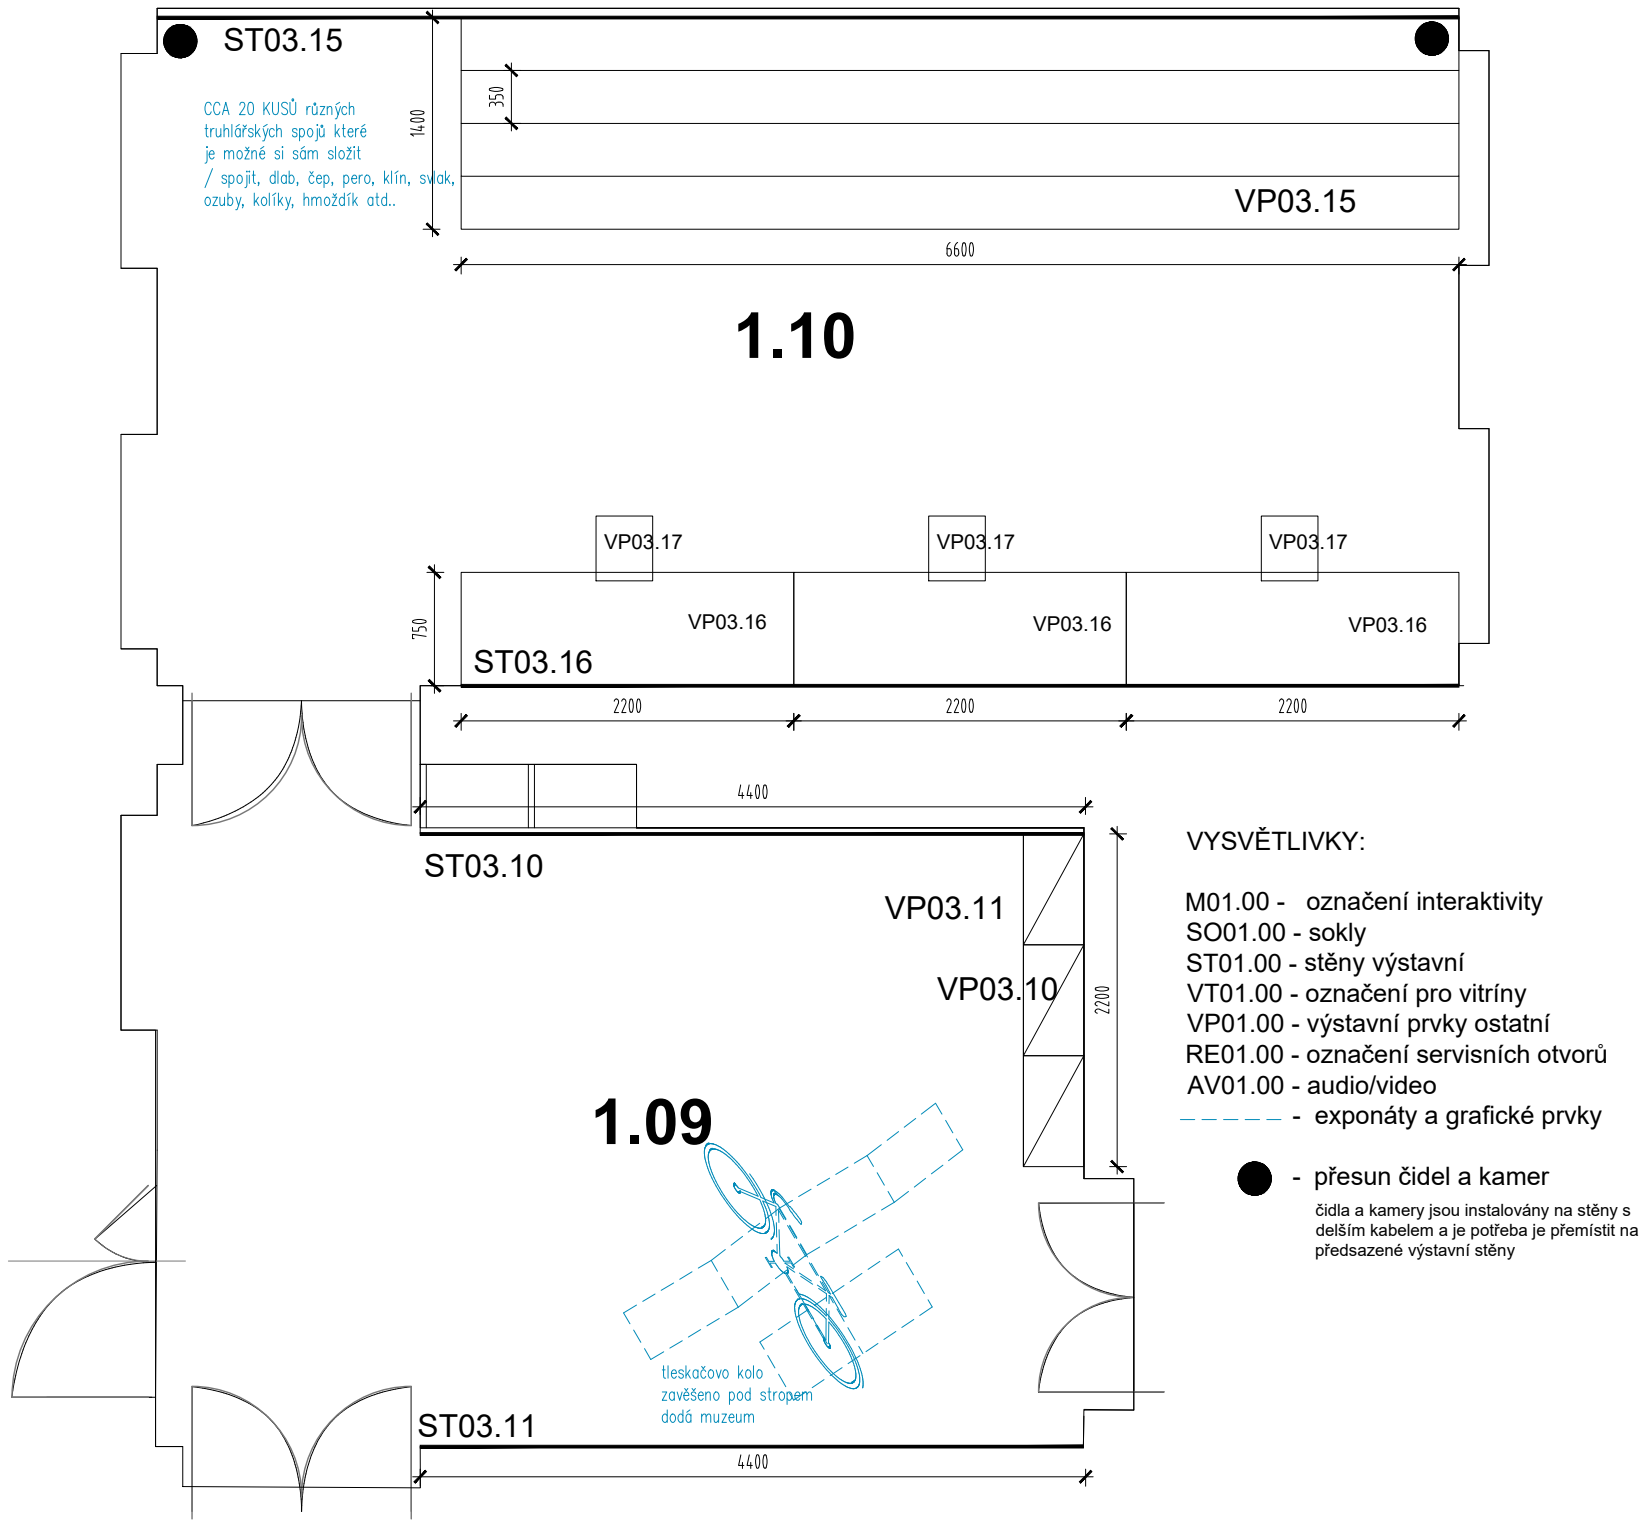 ST03.15
CCA 20 KUSŮ různých
truhlářských spojů které
je možné si sám složit
/ spojit, dlab, čep, pero, klín, svlak,
ozuby, kolíky, hmoždík atd..
1400
350
VP03.15
6600
1.10
VP03.17
VP03.17
VP03.17
750
VP03.16
VP03.16
VP03.16
ST03.16
2200
2200
2200
4400
ST03.10
VP03.11
VP03.10
2200
1.09
tleskačovo kolo
zavěšeno pod stropem
dodá muzeum
ST03.11
4400
VYSVĚTLIVKY:
M01.00 - označení interaktivity
SO01.00 - sokly
ST01.00 - stěny výstavní
VT01.00 - označení pro vitríny
VP01.00 - výstavní prvky ostatní
RE01.00 - označení servisních otvorů
AV01.00 - audio/video
- exponáty a grafické prvky
- přesun čidel a kamer
čidla a kamery jsou instalovány na stěny s
delším kabelem a je potřeba je přemístit na
předsazené výstavní stěny